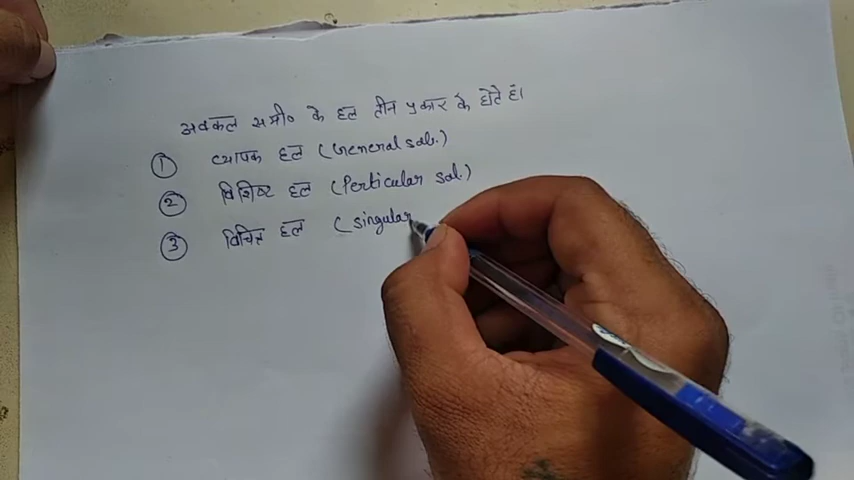 अवकल समी० के हल तीन प्रकार के होते हैं।
① व्यापक हल (General sol.)
② विशिष्ट हल (Perticular sol.)
③ विचित्र हल (singular